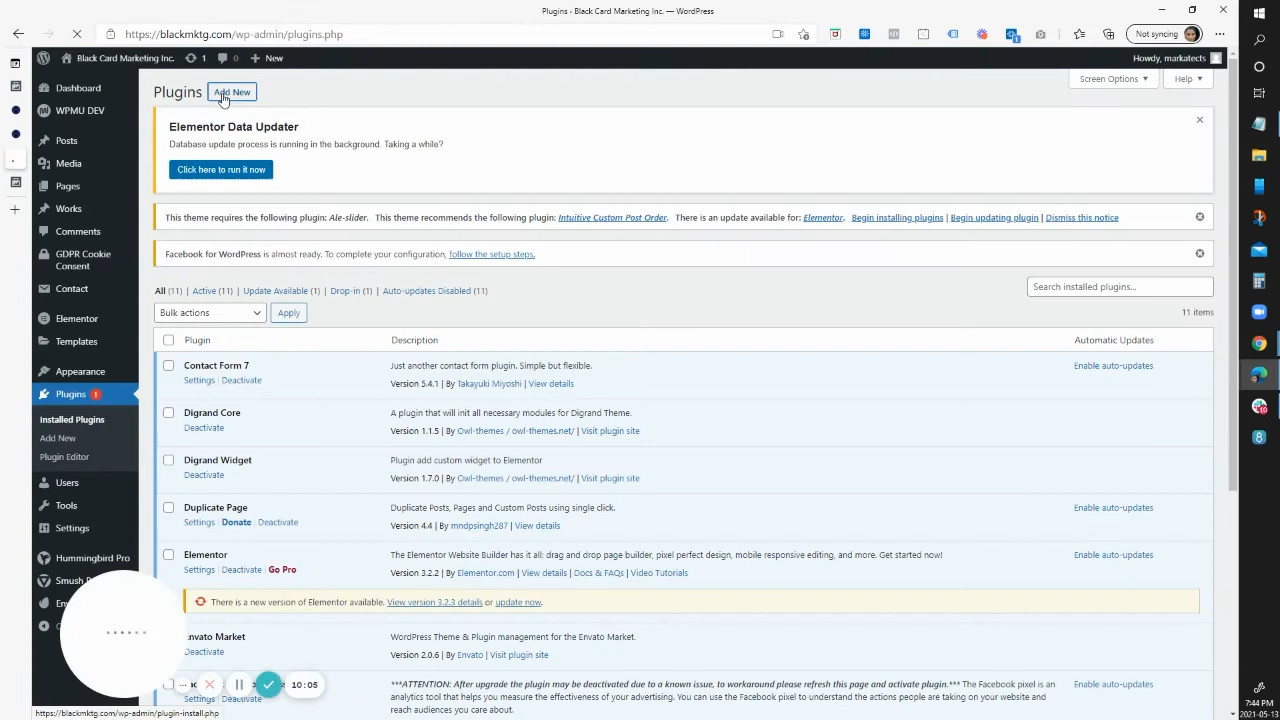 Plugins ‹ Black Card Marketing Inc. — WordPress
https://blackmktg.com/wp-admin/plugins.php
Not syncing
Black Card Marketing Inc.
1
0
New
Howdy, markatects
Dashboard
WPMU DEV
Posts
Media
Pages
Works
Comments
GDPR Cookie
Consent
Contact
Elementor
Templates
Appearance
Plugins 1
Installed Plugins
Add New
Plugin Editor
Users
Tools
Settings
Hummingbird Pro
Smush P
Env
Plugins
Add New
Screen Options
Help
Elementor Data Updater
Database update process is running in the background. Taking a while?
Click here to run it now
This theme requires the following plugin: Ale-slider. This theme recommends the following plugin: Intuitive Custom Post Order. There is an update available for: Elementor. Begin installing plugins | Begin updating plugin | Dismiss this notice
Facebook for WordPress is almost ready. To complete your configuration, follow the setup steps.
All (11) | Active (11) | Update Available (1) | Drop-in (1) | Auto-updates Disabled (11)
Search installed plugins...
Bulk actions
Apply
11 items
Plugin Description Automatic Updates
Contact Form 7
Settings | Deactivate
Just another contact form plugin. Simple but flexible.
Version 5.4.1 | By Takayuki Miyoshi | View details
Enable auto-updates
Digrand Core
Deactivate
A plugin that will init all necessary modules for Digrand Theme.
Version 1.1.5 | By Owl-themes / owl-themes.net/ | Visit plugin site
Digrand Widget
Deactivate
Plugin add custom widget to Elementor
Version 1.7.0 | By Owl-themes / owl-themes.net/ | Visit plugin site
Duplicate Page
Settings | Donate | Deactivate
Duplicate Posts, Pages and Custom Posts using single click.
Version 4.4 | By mndpsingh287 | View details
Enable auto-updates
Elementor
Settings | Deactivate | Go Pro
The Elementor Website Builder has it all: drag and drop page builder, pixel perfect design, mobile responsive editing, and more. Get started now!
Version 3.2.2 | By Elementor.com | View details | Docs & FAQs | Video Tutorials
Enable auto-updates
There is a new version of Elementor available. View version 3.2.3 details or update now.
Envato Market
Deactivate
WordPress Theme & Plugin management for the Envato Market.
Version 2.0.6 | By Envato | Visit plugin site
Settings | Deactivate
***ATTENTION: After upgrade the plugin may be deactivated due to a known issue, to workaround please refresh this page and activate plugin.*** The Facebook pixel is an
analytics tool that helps you measure the effectiveness of your advertising. You can use the Facebook pixel to understand the actions people are taking on your website and
reach audiences you care about.
Enable auto-updates
10:05
https://blackmktg.com/wp-admin/plugin-install.php
7:44 PM
2021-05-13